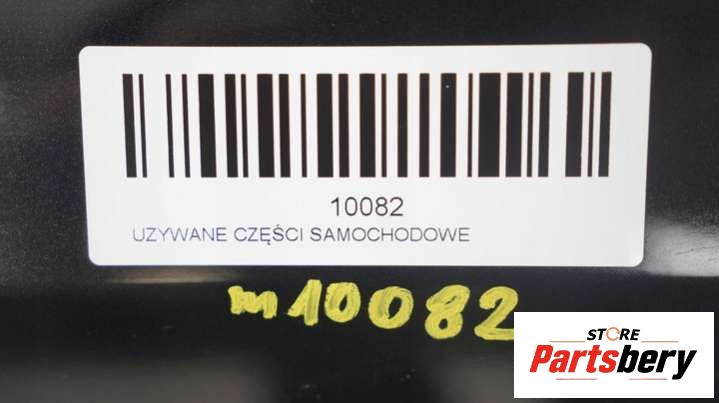 10082
UZYWANE CZĘŚCI SAMOCHODOWE
m10082
STORE
Partsbery